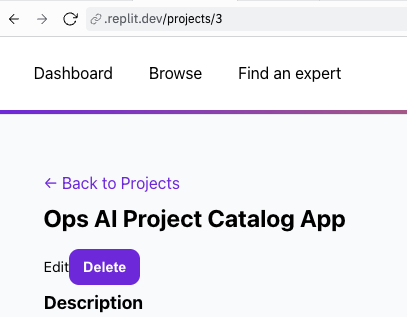 .replit.dev/projects/3
Dashboard Browse Find an expert
← Back to Projects
Ops AI Project Catalog App
Edit Delete
Description